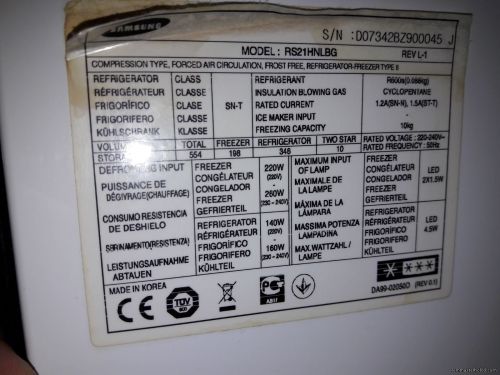 SAMSUNG
S/N : D07342BZ900045 J
MODEL : RS21HNLBG REV L-1
COMPRESSION TYPE, FORCED AIR CIRCULATION, FROST FREE, REFRIGERATOR-FREEZER TYPE II
REFRIGERATOR CLASS REFRIGERANT R600a(0.088kg)
RÉFRIGÉRATEUR CLASSE INSULATION BLOWING GAS CYCLOPENTANE
FRIGORÍFICO CLASE SN-T RATED CURRENT 1.2A(SN-N), 1.5A(ST-T)
FRIGORIFERO CLASSE ICE MAKER INPUT -
KÜHLSCHRANK KLASSE FREEZING CAPACITY 10kg
TOTAL FREEZER REFRIGERATOR TWO STAR RATED VOLTAGE : 220-240V~
554 198 346 10 RATED FREQUENCY : 50Hz
DEFROSTING INPUT
PUISSANCE DE
DÉGIVRAGE(CHAUFFAGE)
CONSUMO RESISTENCIA
DE DESHIELO
LEISTUNGSAUFNAHME
ABTAUEN
FREEZER
CONGÉLATEUR
CONGELADOR
FREEZER
GEFRIERTEIL
220W
(220V)
-
260W
(230 ~ 240V)
REFRIGERATOR
RÉFRIGÉRATEUR
FRIGORÍFICO
FRIGORIFERO
KÜHLTEIL
140W
(220V)
-
160W
(230 ~ 240V)
MAXIMUM INPUT
OF LAMP
MAXIMALE DE
LA LAMPE
MÁXIMA DE LA
LÁMPARA
MASSIMA POTENZA
LAMPADINA
MAX.WATTZAHL /
LAMPE
FREEZER
CONGÉLATEUR
CONGELADOR
FREEZER
GEFRIERTEIL
LED
2X1.5W
REFRIGERATOR
RÉFRIGÉRATEUR
FRIGORÍFICO
FRIGORIFERO
KÜHLTEIL
LED
4.5W
MADE IN KOREA
CE
TÜV
АВ17
DA99-02050D (REV 0.1)